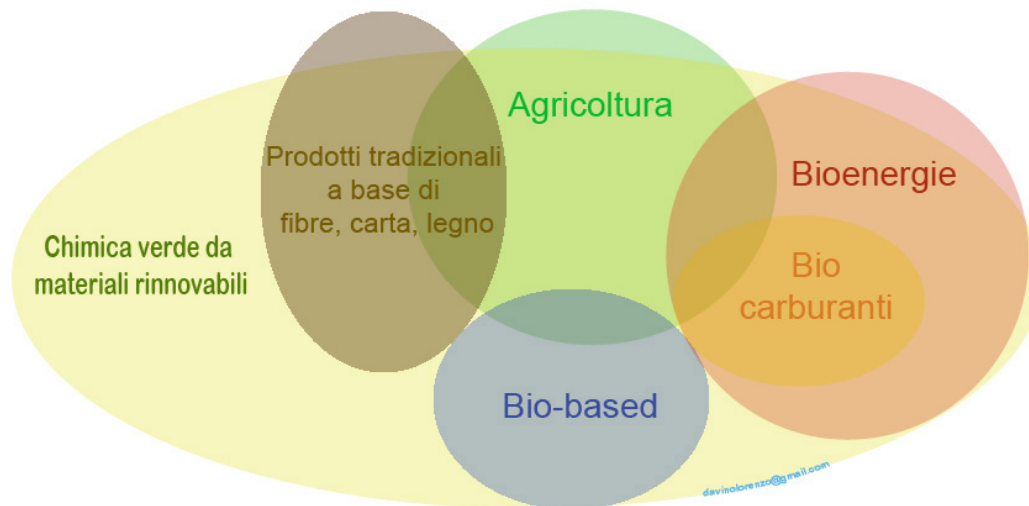 Agricoltura
Prodotti tradizionali
a base di
fibre, carta, legno
Bioenergie
Chimica verde da
materiali rinnovabili
Bio
carburanti
Bio-based
davinolorenzo@gmail.com